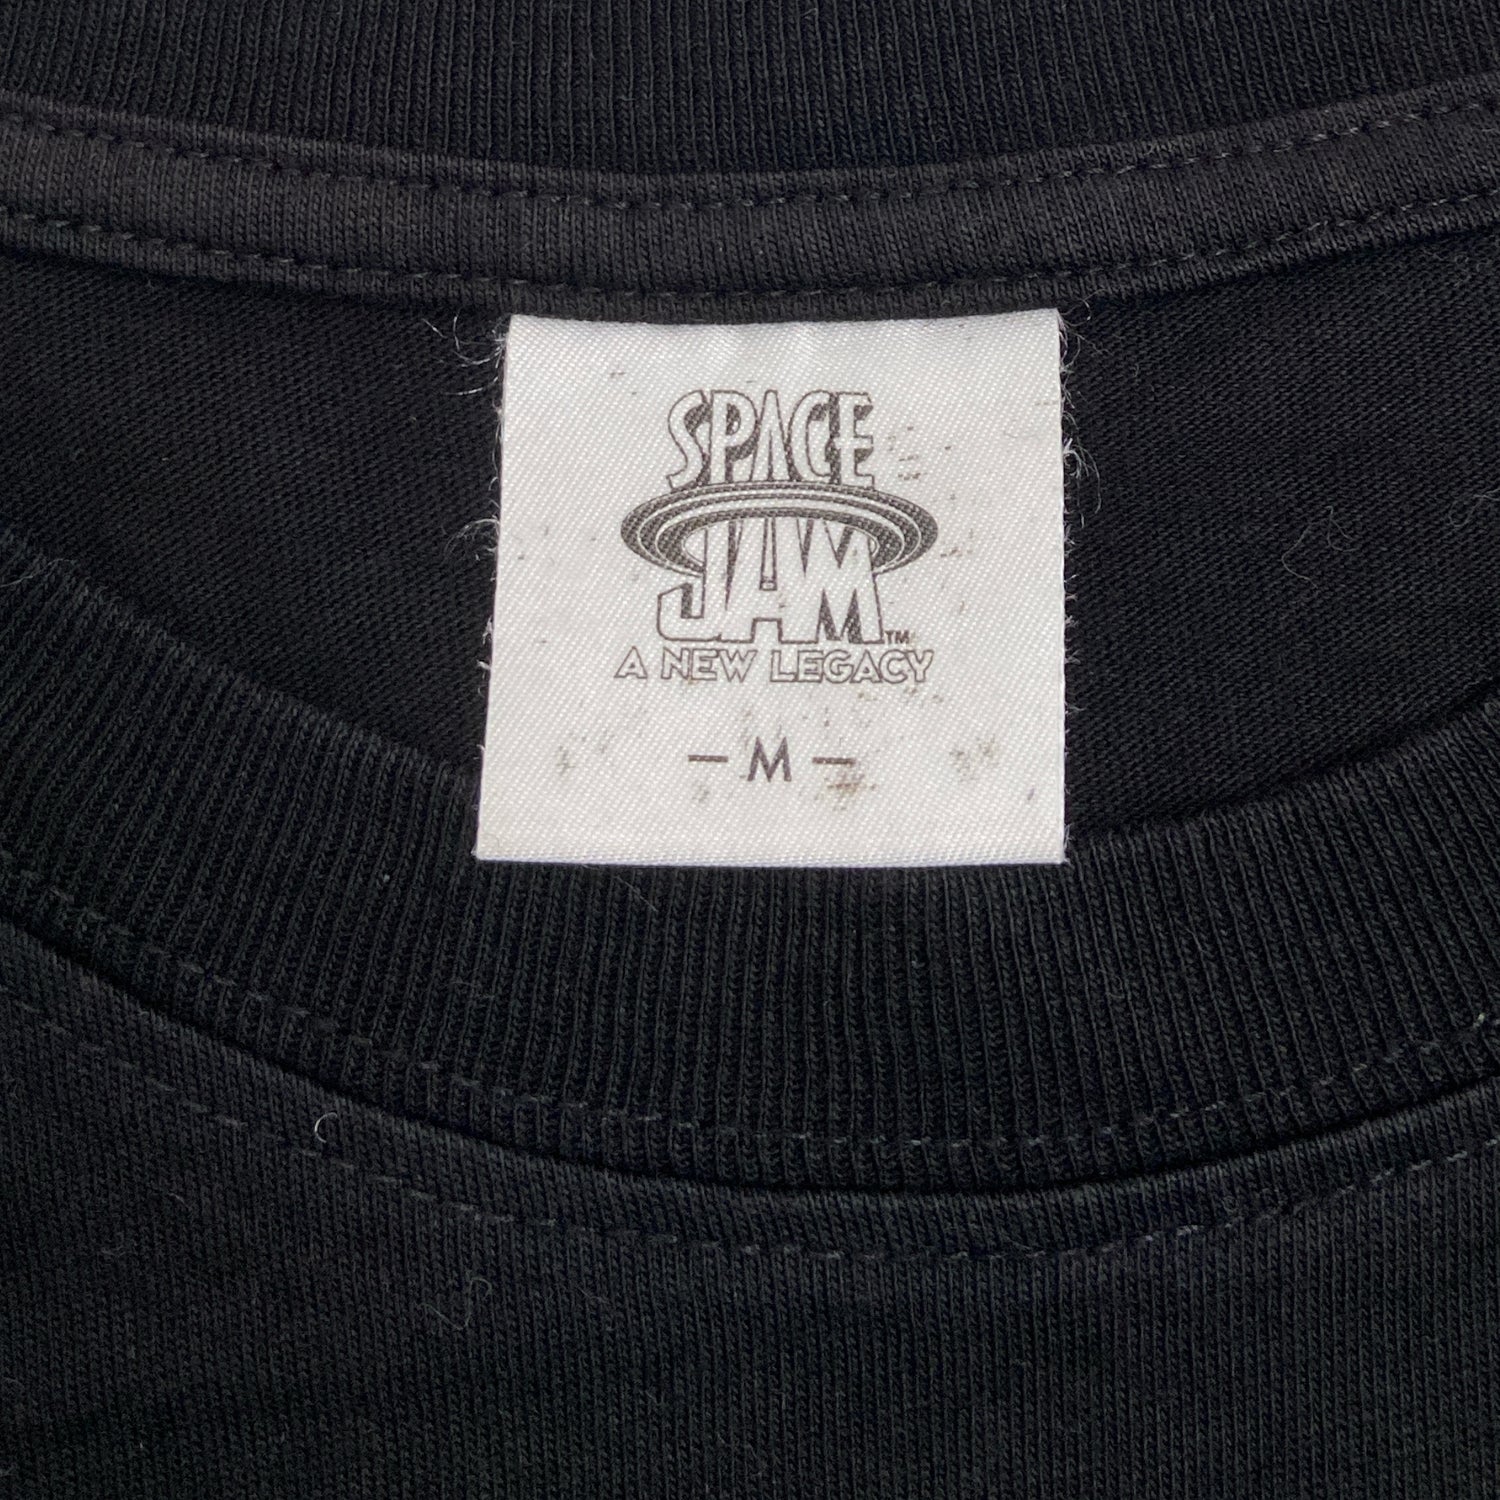 SPACE
JAM™
A NEW LEGACY
- M -